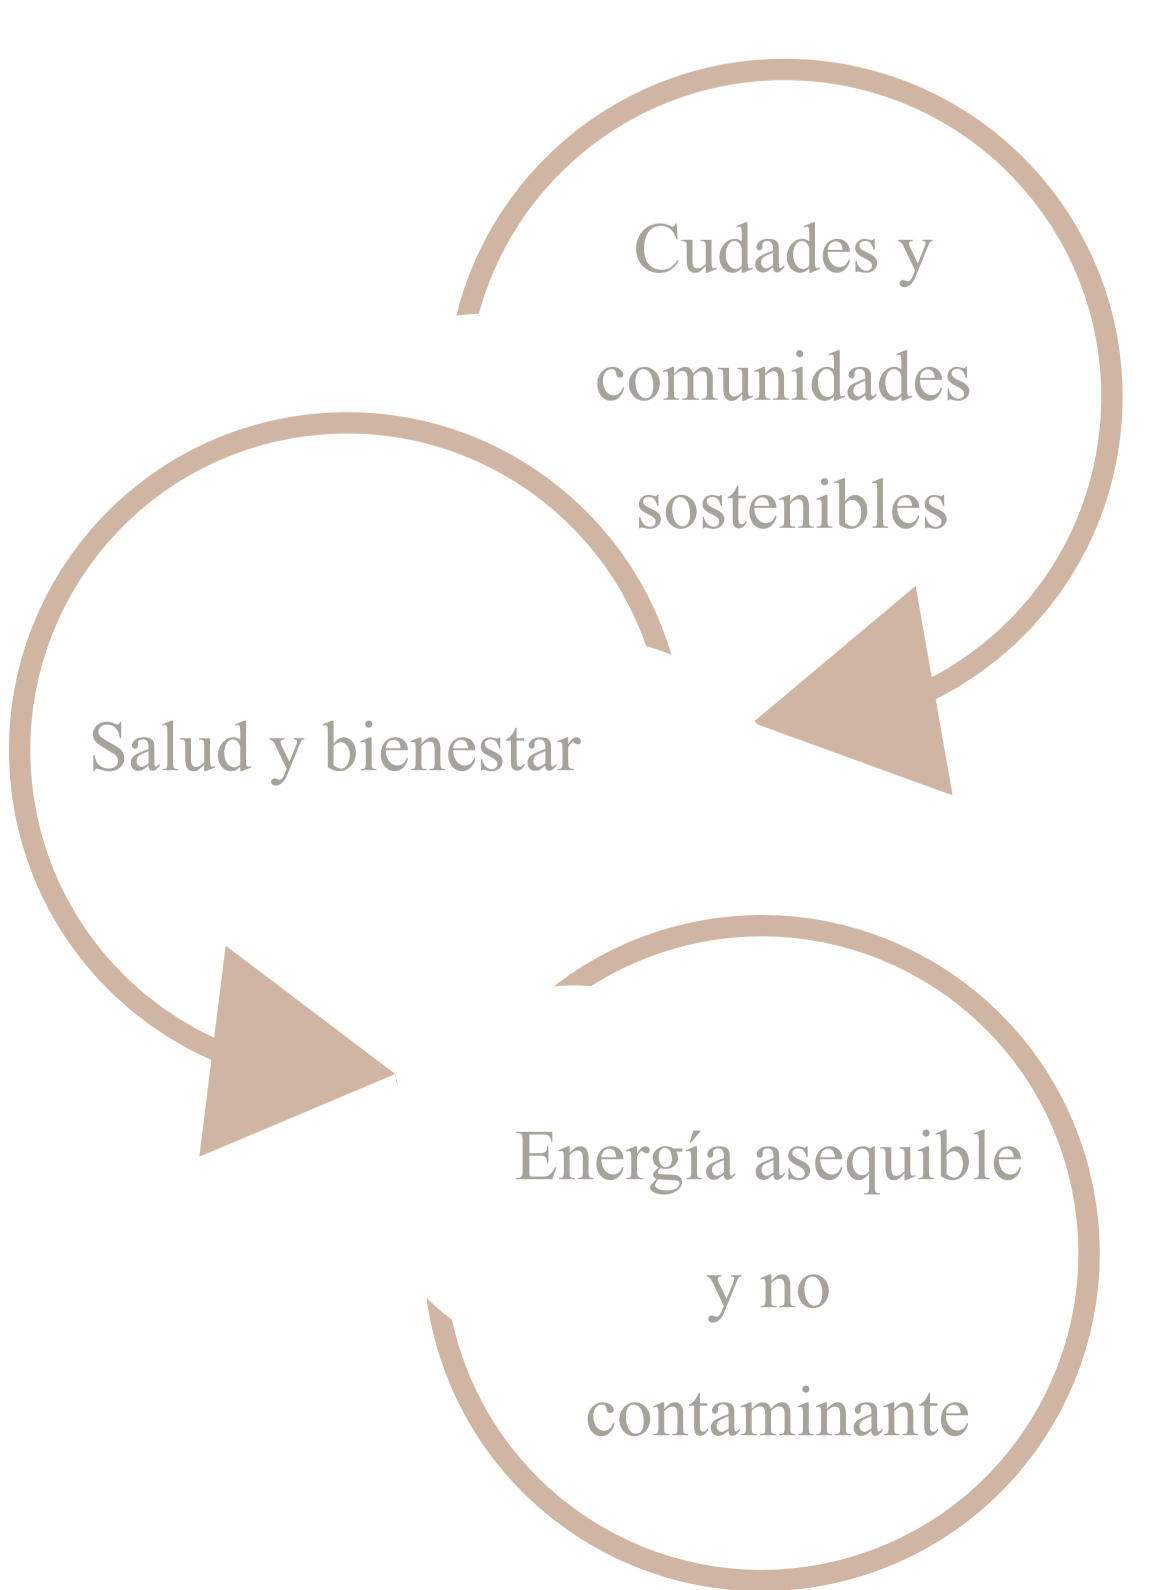 Cudades y
comunidades
sostenibles
Salud y bienestar
Energía asequible
y no
contaminante